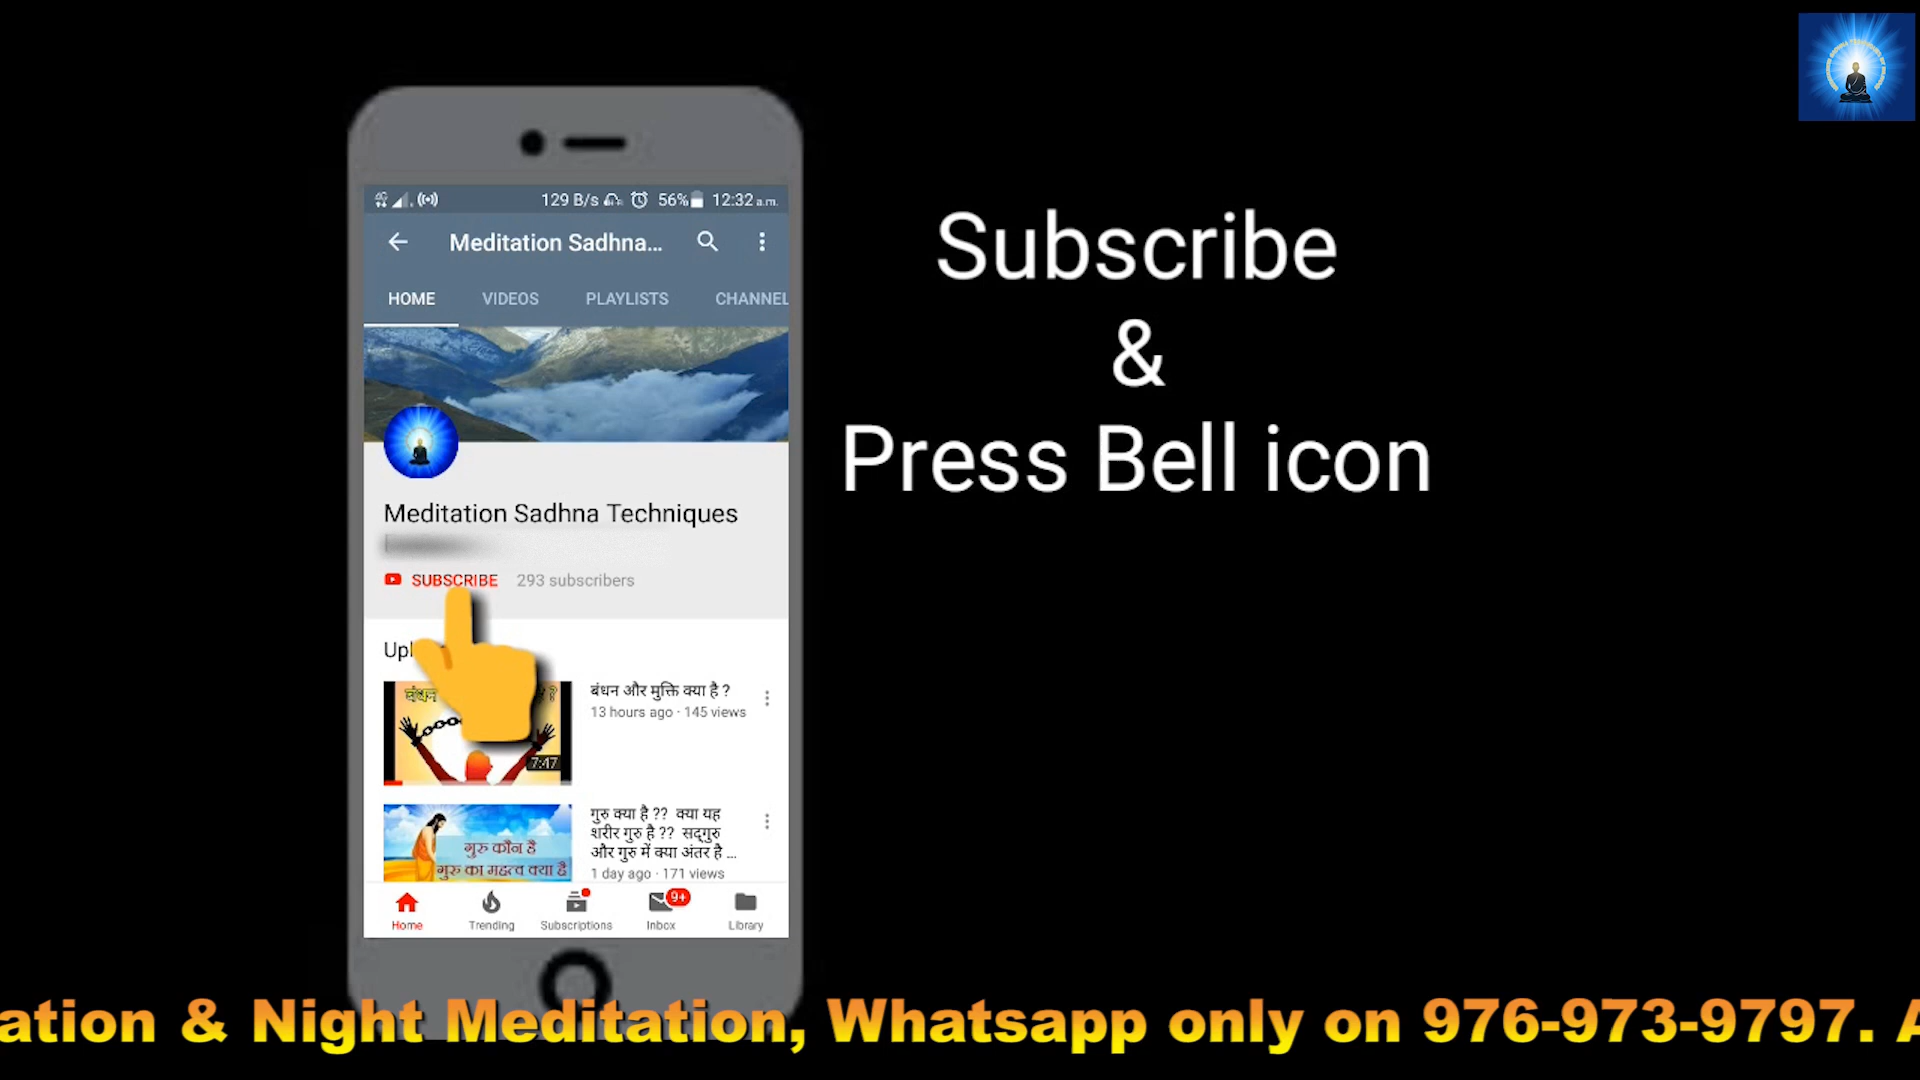 Subscribe
&
Press Bell icon
129 B/s 56% 12:32 a.m.
Meditation Sadhna...
HOME VIDEOS PLAYLISTS CHANNEL
Meditation Sadhna Techniques
SUBSCRIBE 293 subscribers
Upl
बंधन
?
7:47
बंधन और मुक्ति क्या है ?
13 hours ago · 145 views
गुरु कौन है
गुरु का महत्व क्या है
गुरु क्या है ?? क्या यह
शरीर गुरु है ?? सद्गुरु
और गुरु में क्या अंतर है ...
1 day ago · 171 views
9+
Home Trending Subscriptions Inbox Library
ation & Night Meditation, Whatsapp only on 976-973-9797. A